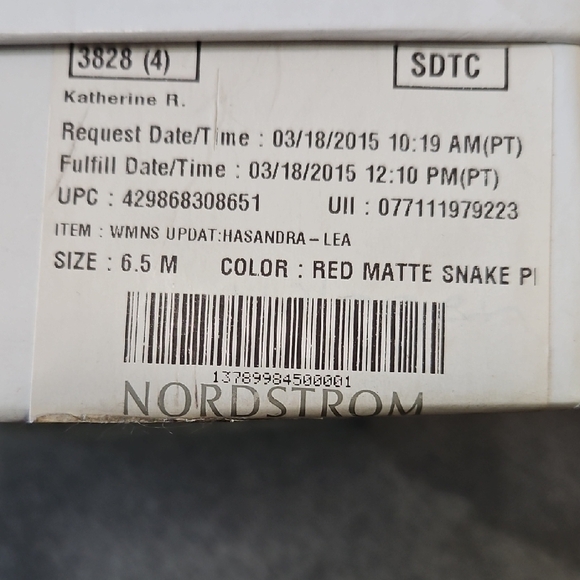 3828 (4)
SDTC
Katherine R.
Request Date/Time : 03/18/2015 10:19 AM(PT)
Fulfill Date/Time : 03/18/2015 12:10 PM(PT)
UPC : 429868308651 UII : 077111979223
ITEM : WMNS UPDAT:HASANDRA-LEA
SIZE : 6.5 M COLOR : RED MATTE SNAKE P
13789984500001
NORDSTROM